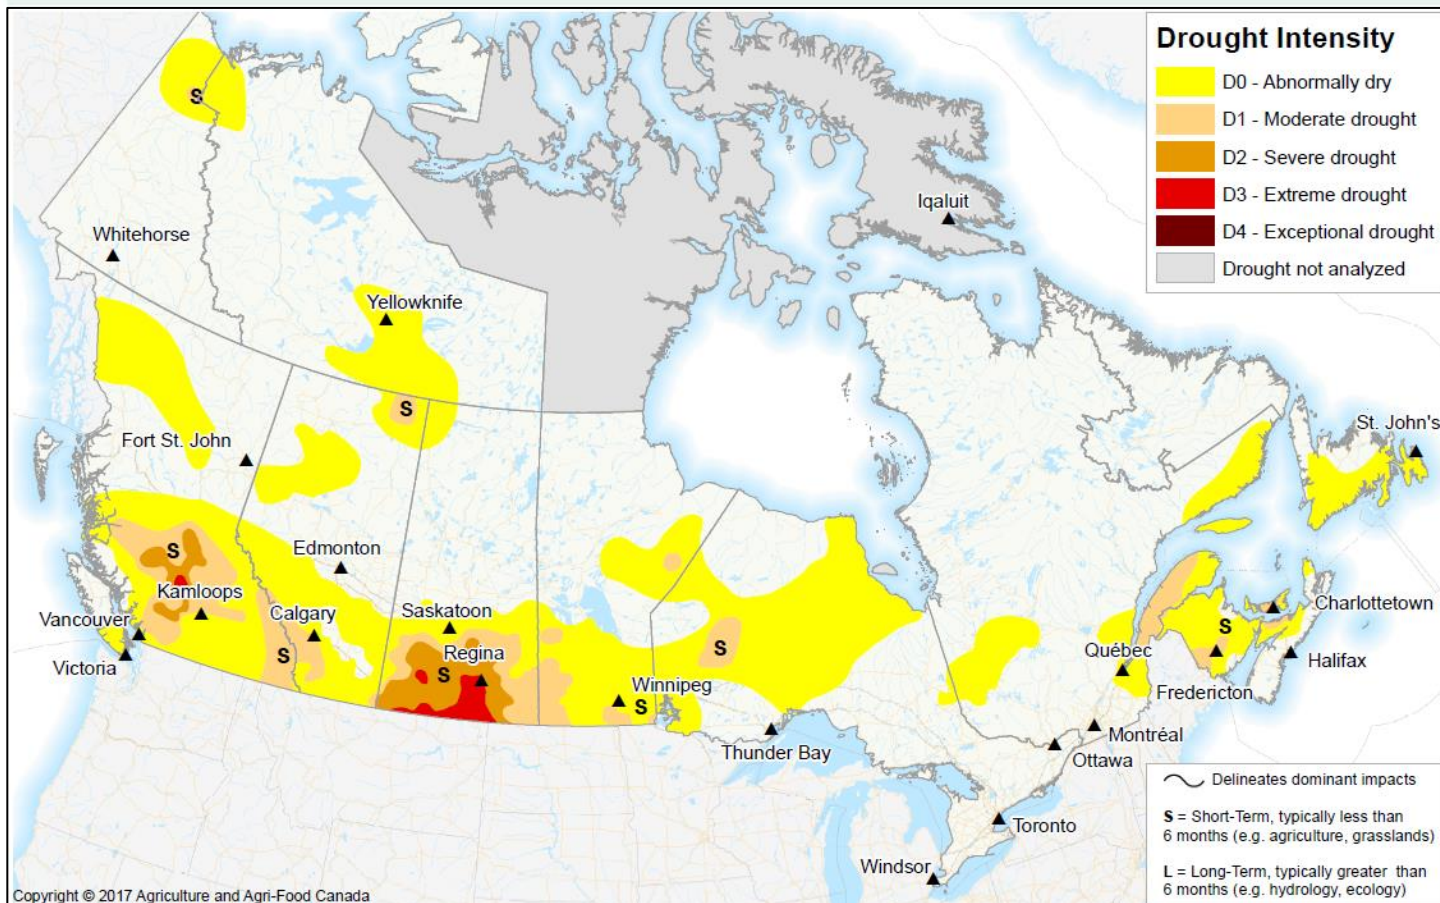 Drought Intensity
D0 - Abnormally dry
D1 - Moderate drought
D2 - Severe drought
D3 - Extreme drought
D4 - Exceptional drought
Drought not analyzed
S
Iqaluit
Whitehorse
Yellowknife
S
St. John's
Fort St. John
S
Edmonton
Kamloops
Calgary
Saskatoon
Charlottetown
Vancouver
S
S
Regina
S
S
Québec
Halifax
Victoria
Winnipeg
S
Fredericton
Thunder Bay
Montréal
Ottawa
Toronto
Windsor
Delineates dominant impacts
S = Short-Term, typically less than
6 months (e.g. agriculture, grasslands)
L = Long-Term, typically greater than
6 months (e.g. hydrology, ecology)
Copyright © 2017 Agriculture and Agri-Food Canada